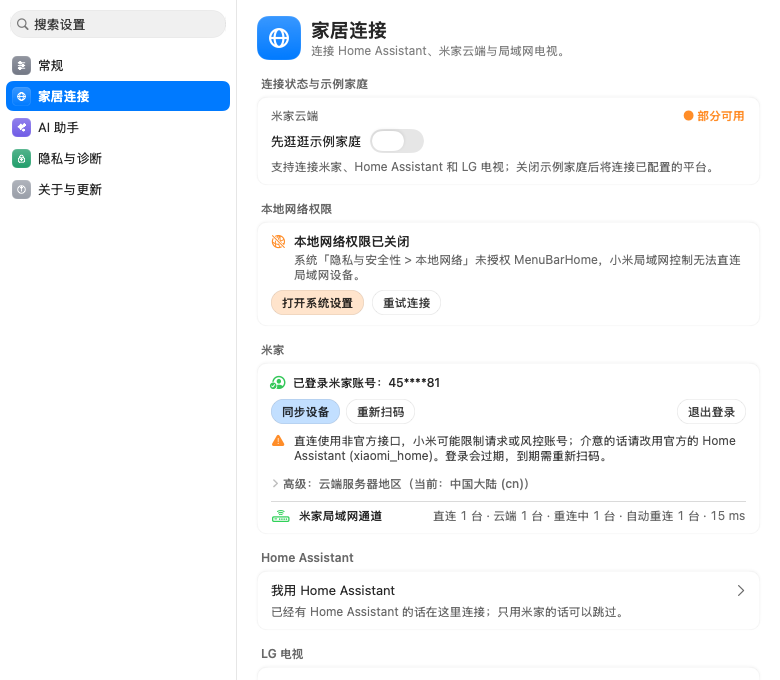 搜索设置
常规
家居连接
AI 助手
隐私与诊断
关于与更新
家居连接
连接 Home Assistant、米家云端与局域网电视。
连接状态与示例家庭
米家云端
部分可用
先逛逛示例家庭
支持连接米家、Home Assistant 和 LG 电视；关闭示例家庭后将连接已配置的平台。
本地网络权限
本地网络权限已关闭
系统「隐私与安全性 > 本地网络」未授权 MenuBarHome，小米局域网控制无法直连
局域网设备。
打开系统设置
重试连接
米家
已登录米家账号：45****81
同步设备
重新扫码
退出登录
直连使用非官方接口，小米可能限制请求或风控账号；介意的话请改用官方的 Home
Assistant (xiaomi_home)。登录会过期，到期需重新扫码。
高级：云端服务器地区（当前：中国大陆 (cn)）
米家局域网通道
直连 1 台 · 云端 1 台 · 重连中 1 台 · 自动重连 1 台 · 15 ms
Home Assistant
我用 Home Assistant
已经有 Home Assistant 的话在这里连接；只用米家的话可以跳过。
LG 电视